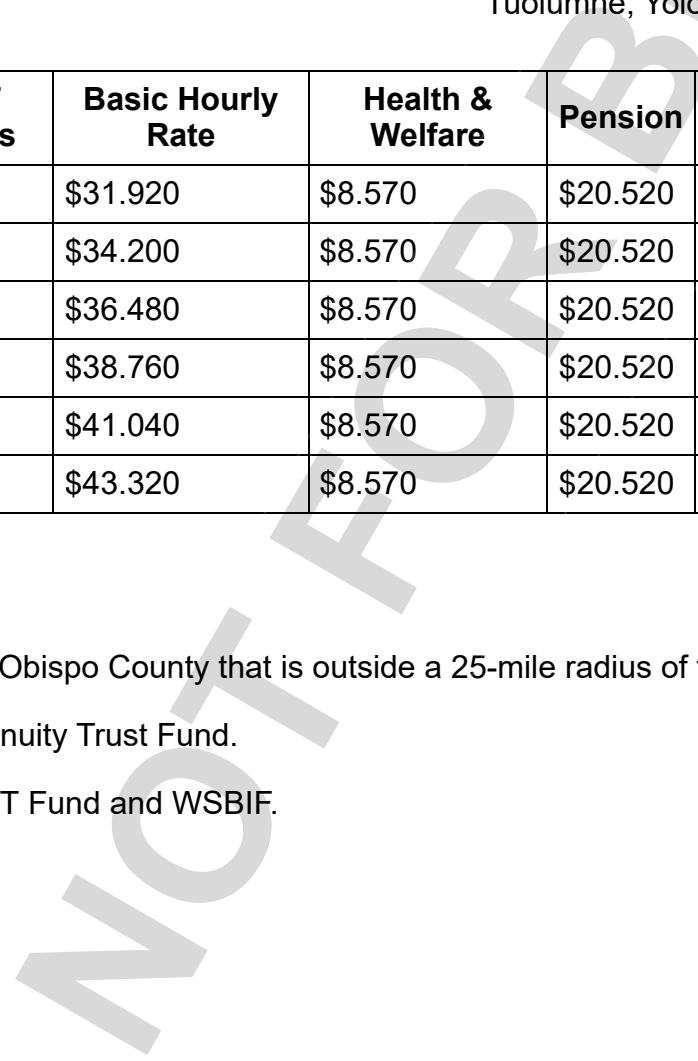 Tuolumne, Yolo
Basic Hourly Rate | Health & Welfare | Pension
$31.920 | $8.570 | $20.520
$34.200 | $8.570 | $20.520
$36.480 | $8.570 | $20.520
$38.760 | $8.570 | $20.520
$41.040 | $8.570 | $20.520
$43.320 | $8.570 | $20.520
Obispo County that is outside a 25-mile radius of
nuity Trust Fund.
T Fund and WSBIF.
NOT FOR B